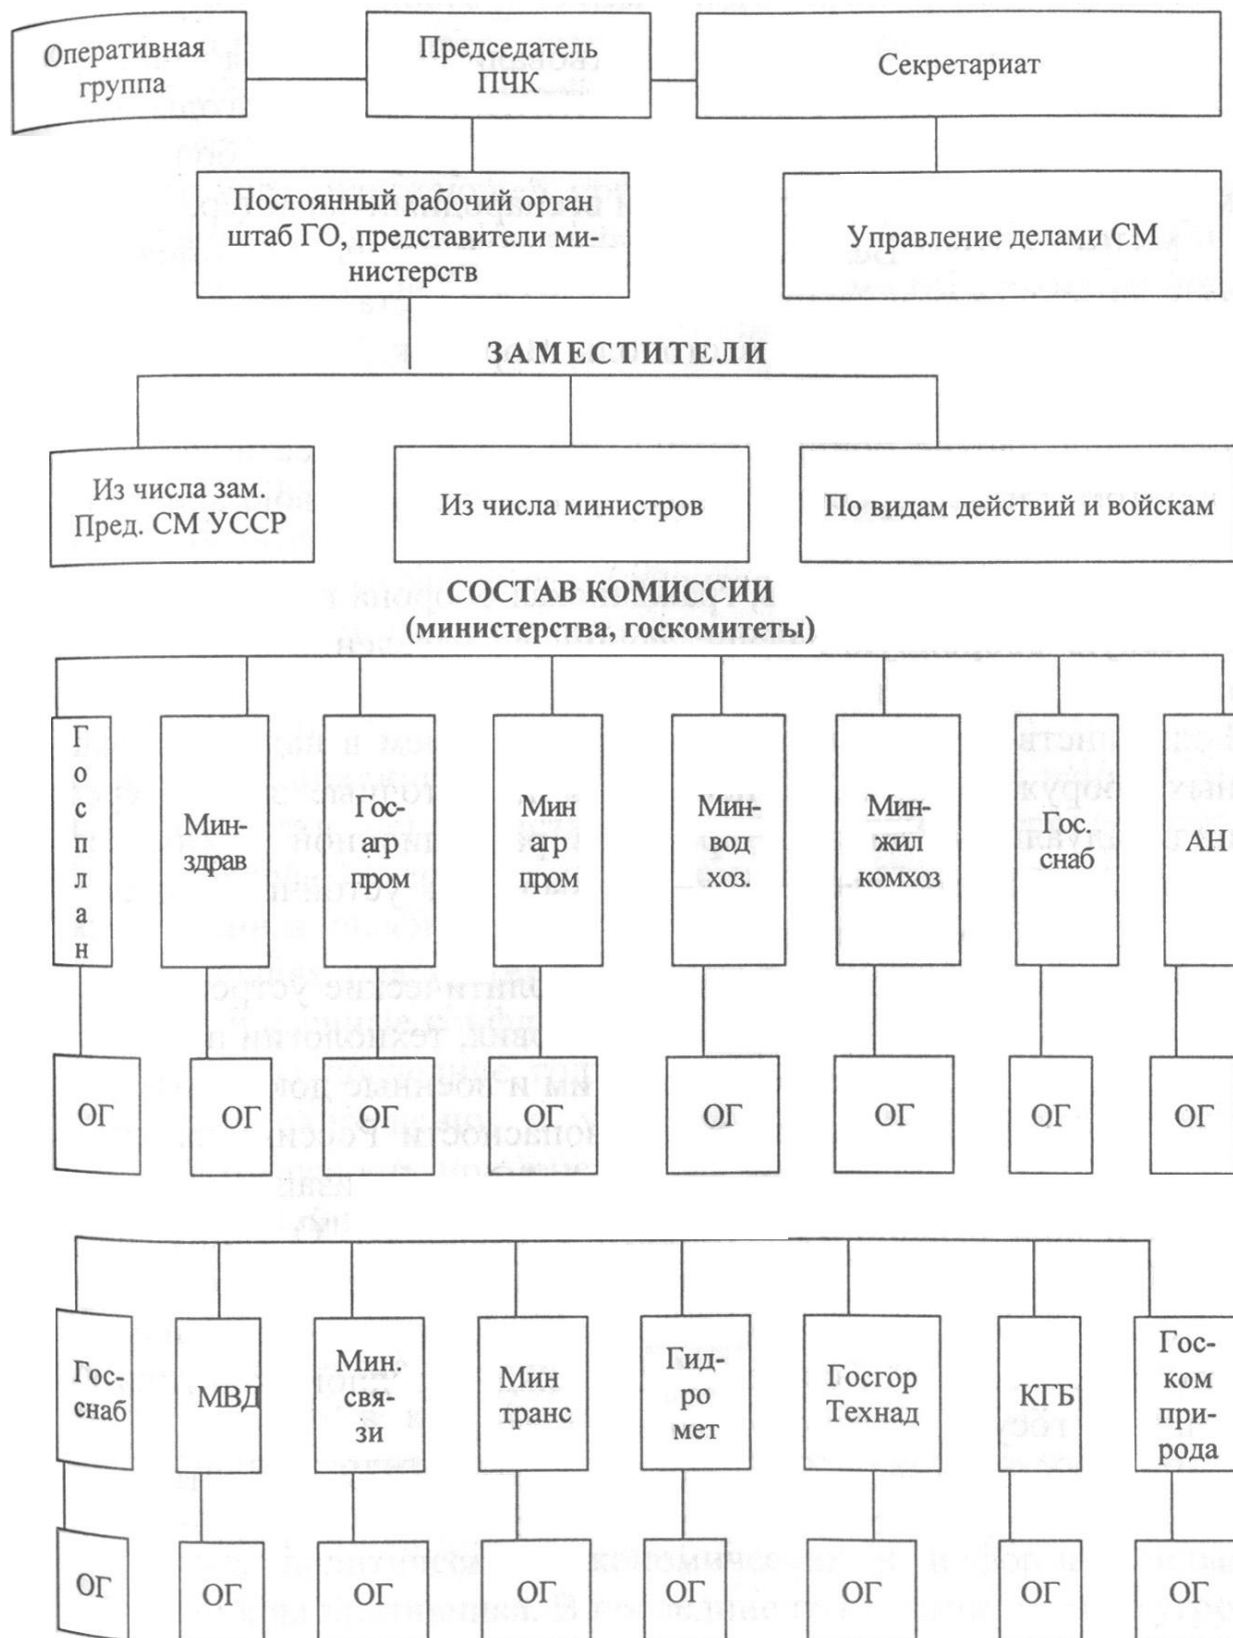 Оперативная
группа
Председатель
ПЧК
Секретариат
Постоянный рабочий орган
штаб ГО, представители ми-
нистерств
Управление делами СМ
ЗАМЕСТИТЕЛИ
Из числа зам.
Пред. СМ УССР
Из числа министров
По видам действий и войскам
СОСТАВ КОМИССИИ
(министерства, госкомитеты)
Госплан
Мин-
здрав
Гос-
агр
пром
Мин
агр
пром
Мин-
вод
хоз.
Мин-
жил
комхоз
Гос.
снаб
АН
ОГ
ОГ
ОГ
ОГ
ОГ
ОГ
ОГ
ОГ
Гос-
снаб
МВД
Мин.
свя-
зи
Мин
транс
Гид-
ро
мет
Госгор
Технад
КГБ
Гос-
ком
при-
рода
ОГ
ОГ
ОГ
ОГ
ОГ
ОГ
ОГ
ОГ